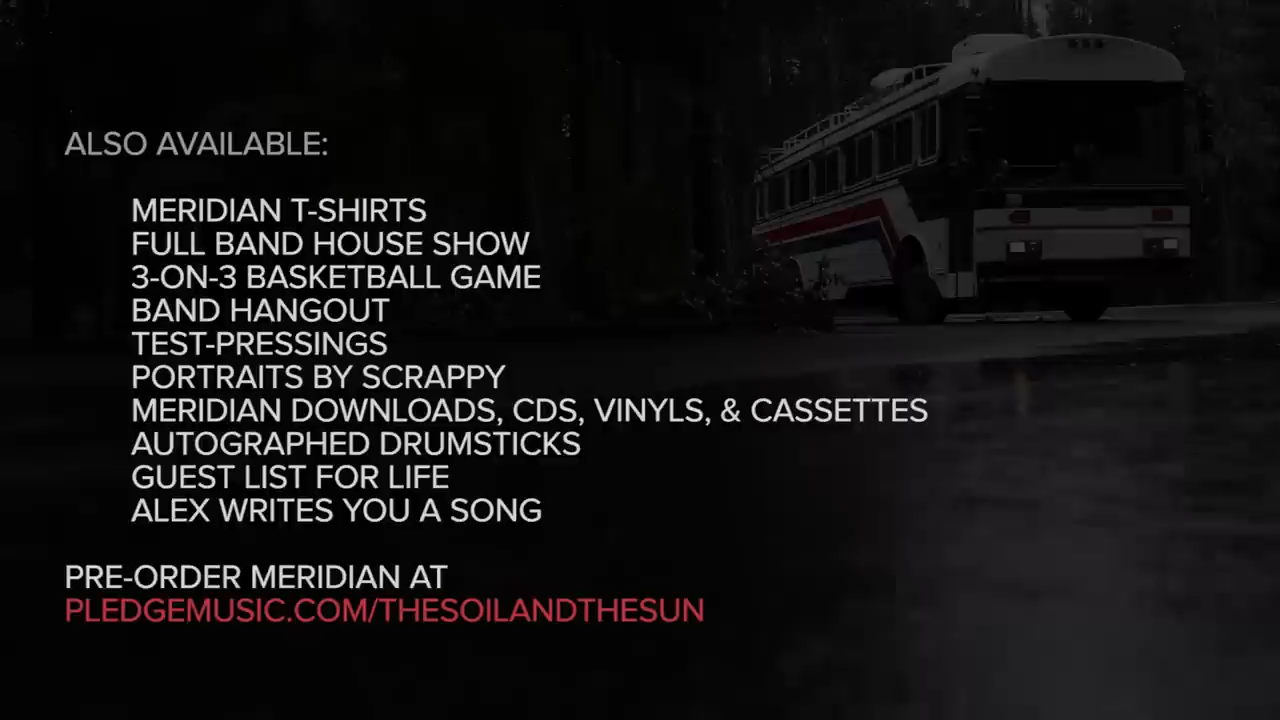 ALSO AVAILABLE:
MERIDIAN T-SHIRTS
FULL BAND HOUSE SHOW
3-ON-3 BASKETBALL GAME
BAND HANGOUT
TEST-PRESSINGS
PORTRAITS BY SCRAPPY
MERIDIAN DOWNLOADS, CDS, VINYLS, & CASSETTES
AUTOGRAPHED DRUMSTICKS
GUEST LIST FOR LIFE
ALEX WRITES YOU A SONG
PRE-ORDER MERIDIAN AT
PLEDGEMUSIC.COM/THESOILANDTHESUN